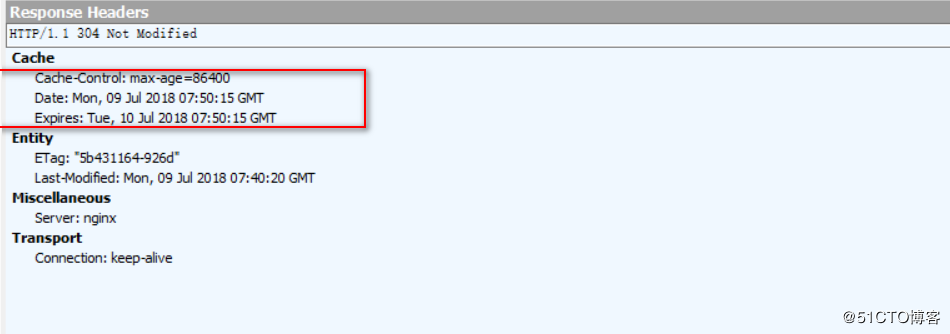 Response Headers
HTTP/1.1 304 Not Modified
Cache
Cache-Control: max-age=86400
Date: Mon, 09 Jul 2018 07:50:15 GMT
Expires: Tue, 10 Jul 2018 07:50:15 GMT
Entity
ETag: "5b431164-926d"
Last-Modified: Mon, 09 Jul 2018 07:40:20 GMT
Miscellaneous
Server: nginx
Transport
Connection: keep-alive
@51CTO博客